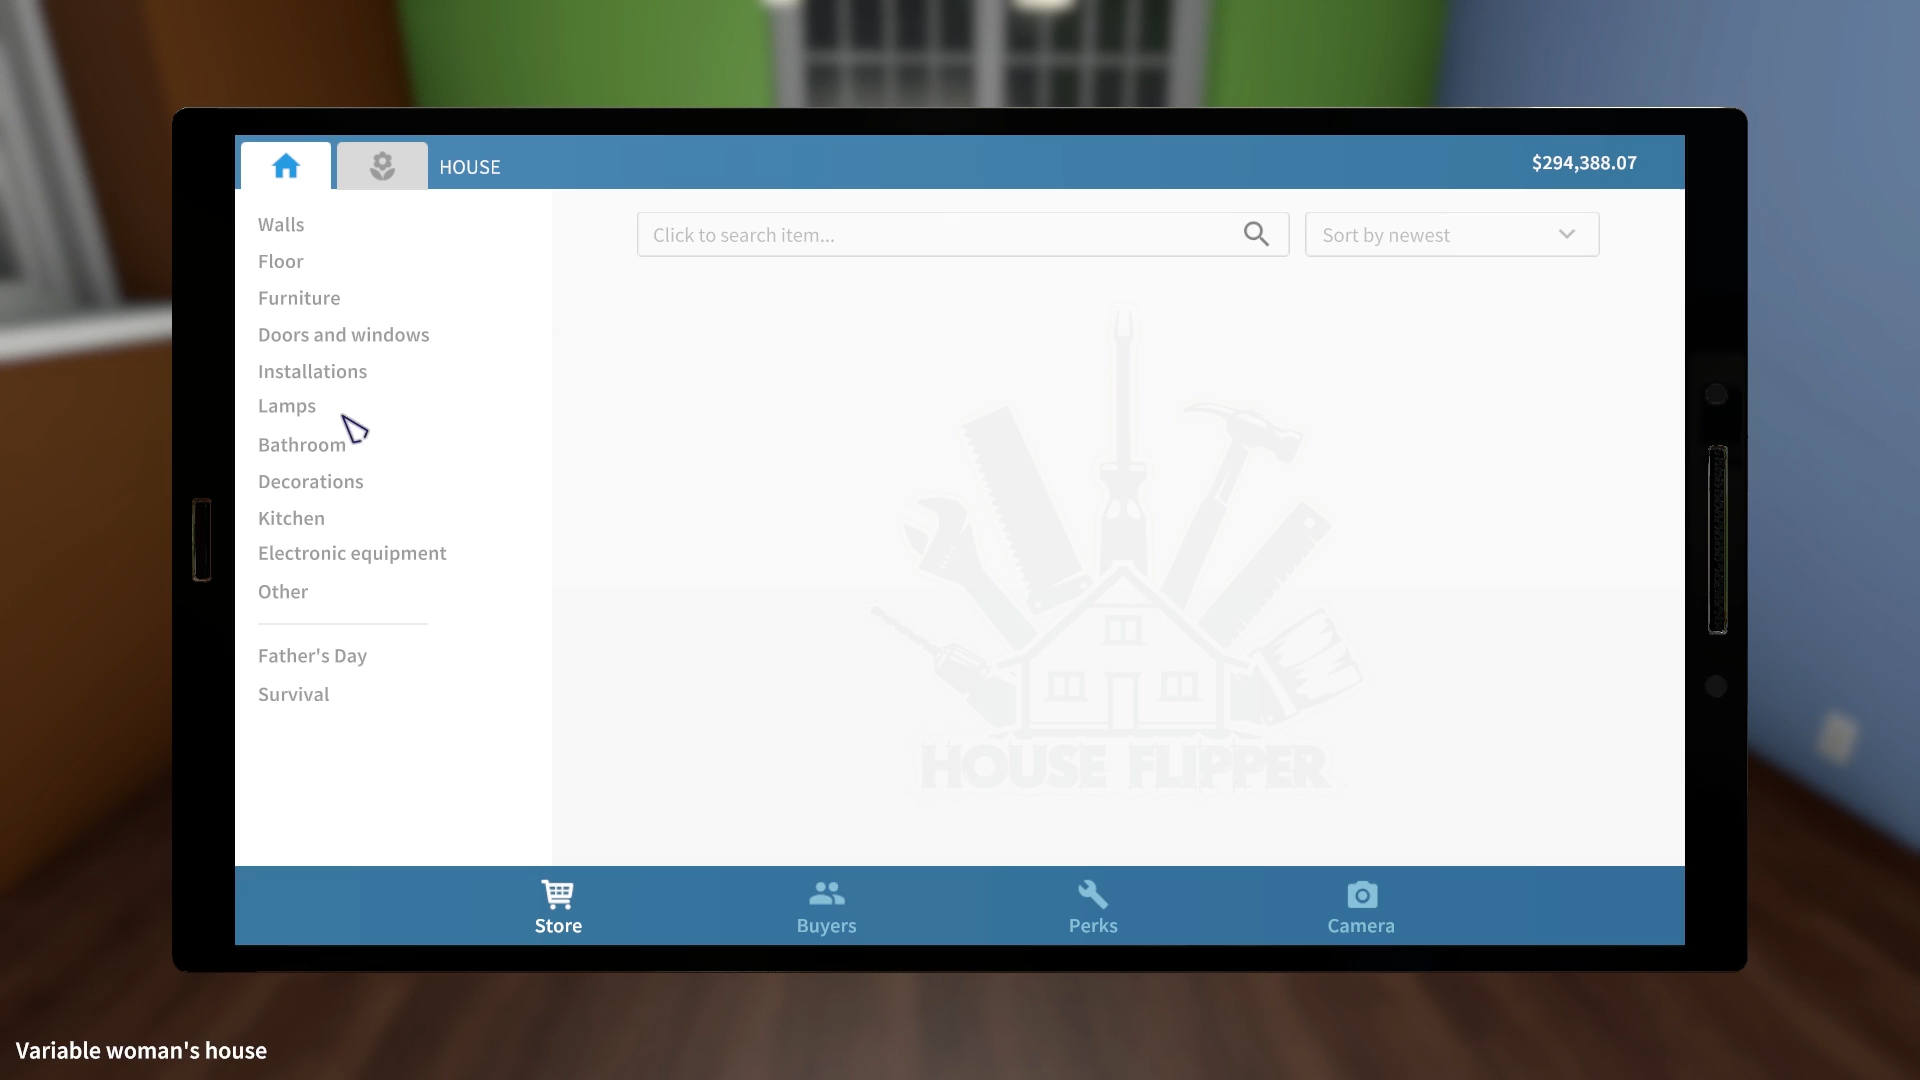 HOUSE
$294,388.07
Walls
Floor
Furniture
Doors and windows
Installations
Lamps
Bathroom
Decorations
Kitchen
Electronic equipment
Other
Father's Day
Survival
Click to search item...
Sort by newest
HOUSE FLIPPER
Store
Buyers
Perks
Camera
Variable woman's house